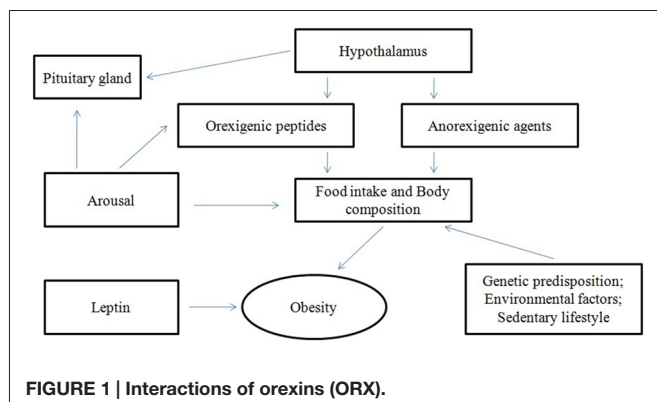 Hypothalamus
Pituitary gland
Orexigenic peptides
Anorexigenic agents
Arousal
Food intake and Body
composition
Leptin
Obesity
Genetic predisposition;
Environmental factors;
Sedentary lifestyle
FIGURE 1 | Interactions of orexins (ORX).